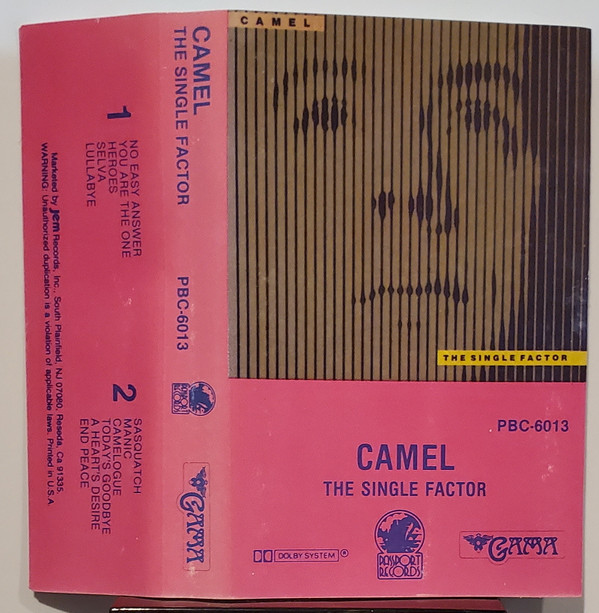 CAMEL
THE SINGLE FACTOR
PBC-6013
CAMEL
THE SINGLE FACTOR
PASSPORT
RECORDS
GAMA
DOLBY SYSTEM ®
CAMEL
THE SINGLE FACTOR
PBC-6013
PASSPORT
RECORDS
GAMA
1
NO EASY ANSWER
YOU ARE THE ONE
HEROES
SELVA
LULLABYE
2
SASQUATCH
MANIC
CAMELOGUE
TODAY'S GOODBYE
A HEART'S DESIRE
END PEACE
Marketed by jem Records, Inc., South Plainfield, NJ 07080, Reseda, Ca 91335.
WARNING: Unauthorized duplication is a violation of applicable laws. Printed in U.S.A